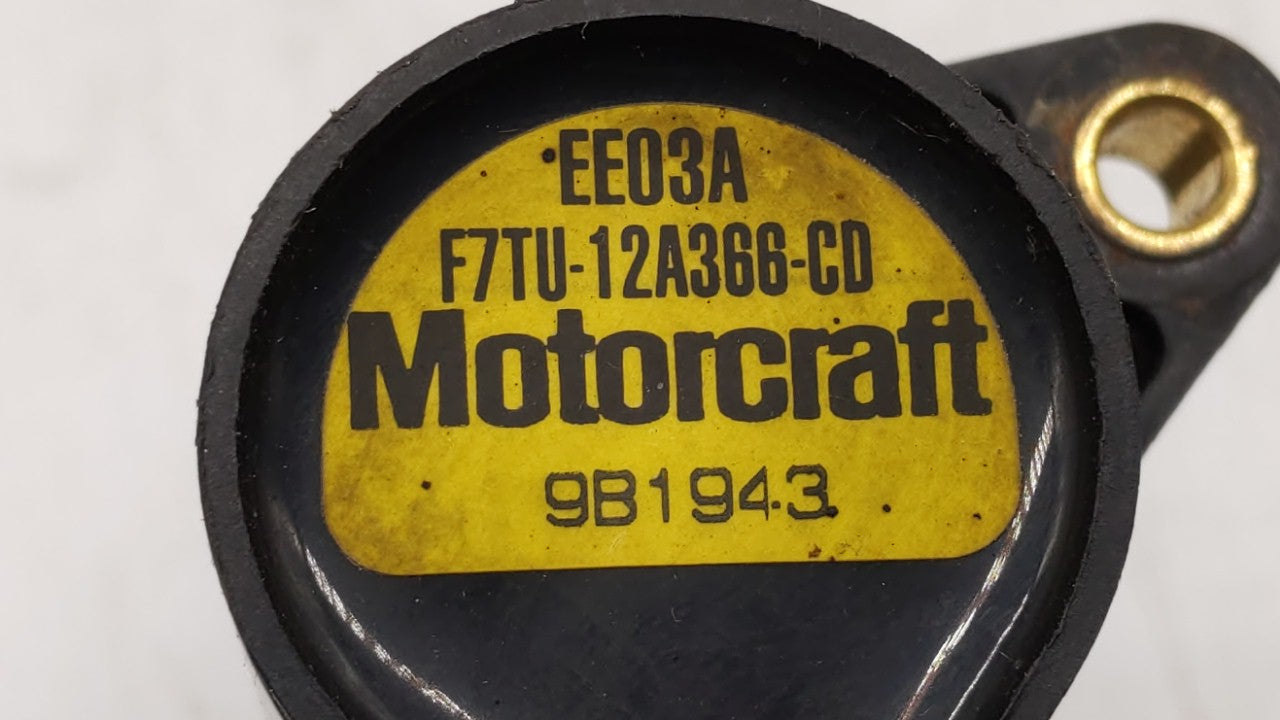 EE03A
F7TU-12A366-CD
Motorcraft
9B1943